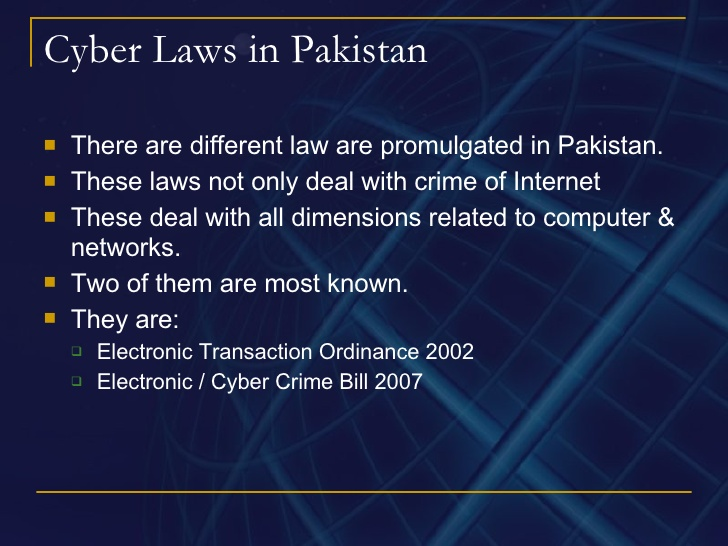 Cyber Laws in Pakistan
There are different law are promulgated in Pakistan.
These laws not only deal with crime of Internet
These deal with all dimensions related to computer &
networks.
Two of them are most known.
They are:
Electronic Transaction Ordinance 2002
Electronic / Cyber Crime Bill 2007